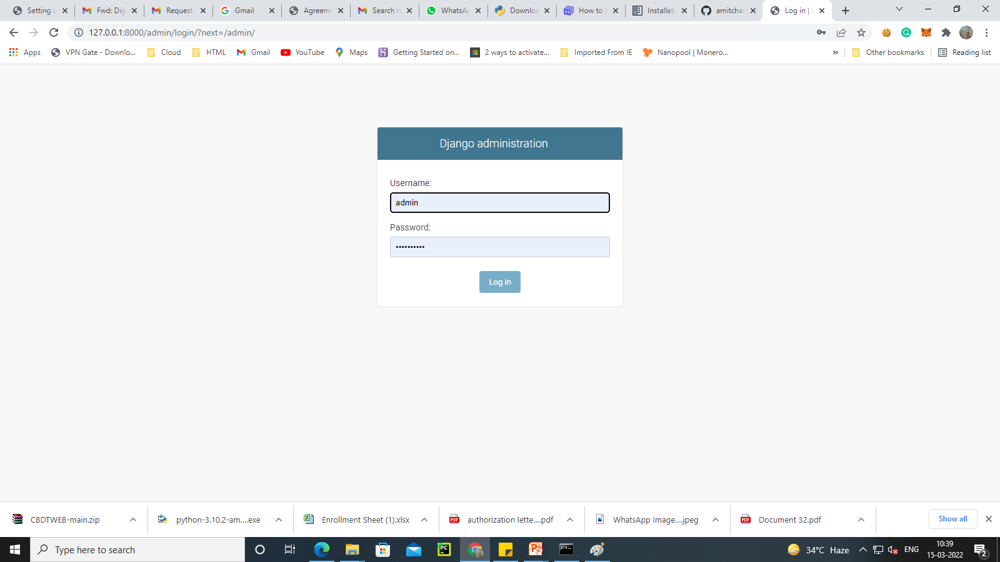 Setting u
Fwd: Dig
Request
Gmail
Agreeme
Search re
WhatsAp
Downloa
How to I
Installati
amitchar
Log in | D
127.0.0.1:8000/admin/login/?next=/admin/
Apps
VPN Gate - Downlo...
Cloud
HTML
Gmail
YouTube
Maps
Getting Started on...
2 ways to activate...
Imported From IE
Nanopool | Monero...
»
Other bookmarks
Reading list
Django administration
Username:
admin
Password:
Log in
CBDTWEB-main.zip
python-3.10.2-am....exe
Enrollment Sheet (1).xlsx
authorization lette....pdf
WhatsApp Image....jpeg
Document 32.pdf
Show all
Type here to search
34°C Haze
ENG
10:39
15-03-2022
2